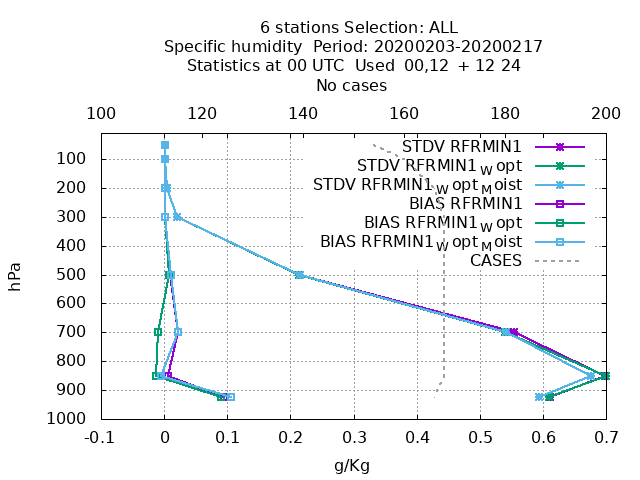 6 stations Selection: ALL
Specific humidity  Period: 20200203-20200217
Statistics at 00 UTC  Used  00,12  + 12 24
No cases
100 120 140 160 180 200
STDV RFRMIN1
STDV RFRMIN1_W opt
STDV RFRMIN1_W opt_M oist
BIAS RFRMIN1
BIAS RFRMIN1_W opt
BIAS RFRMIN1_W opt_M oist
CASES
100
200
300
400
500
600
700
800
900
1000
hPa
-0.1 0 0.1 0.2 0.3 0.4 0.5 0.6 0.7
g/Kg